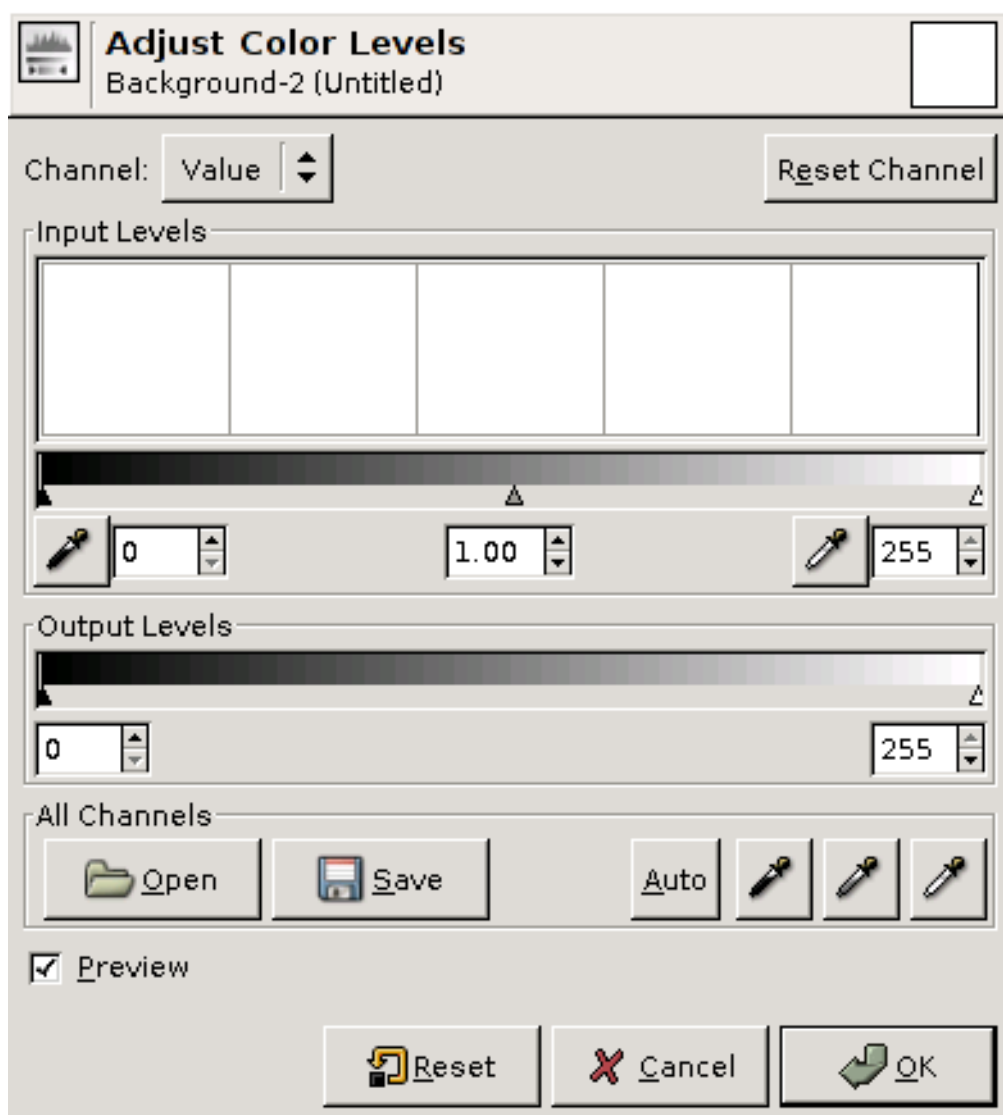 Adjust Color Levels
Background-2 (Untitled)
Channel: Value Reset Channel
Input Levels
0 1.00 255
Output Levels
0 255
All Channels
Open Save Auto
Preview
Reset Cancel OK